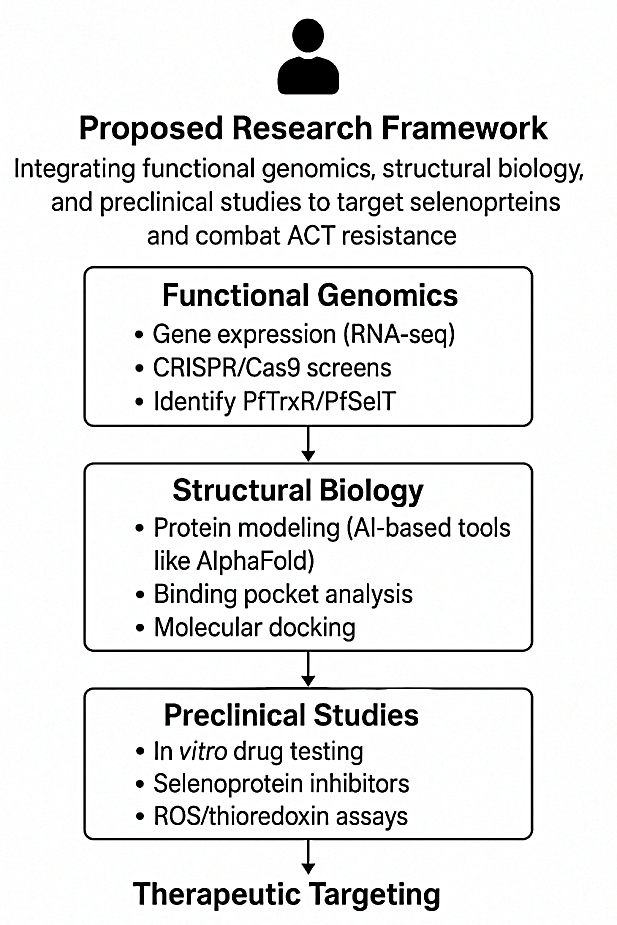 Proposed Research Framework
Integrating functional genomics, structural biology,
and preclinical studies to target selenoprteins
and combat ACT resistance
Functional Genomics
• Gene expression (RNA-seq)
• CRISPR/Cas9 screens
• Identify PfTrxR/PfSelT
Structural Biology
• Protein modeling (AI-based tools
like AlphaFold)
• Binding pocket analysis
• Molecular docking
Preclinical Studies
• In vitro drug testing
• Selenoprotein inhibitors
• ROS/thioredoxin assays
Therapeutic Targeting